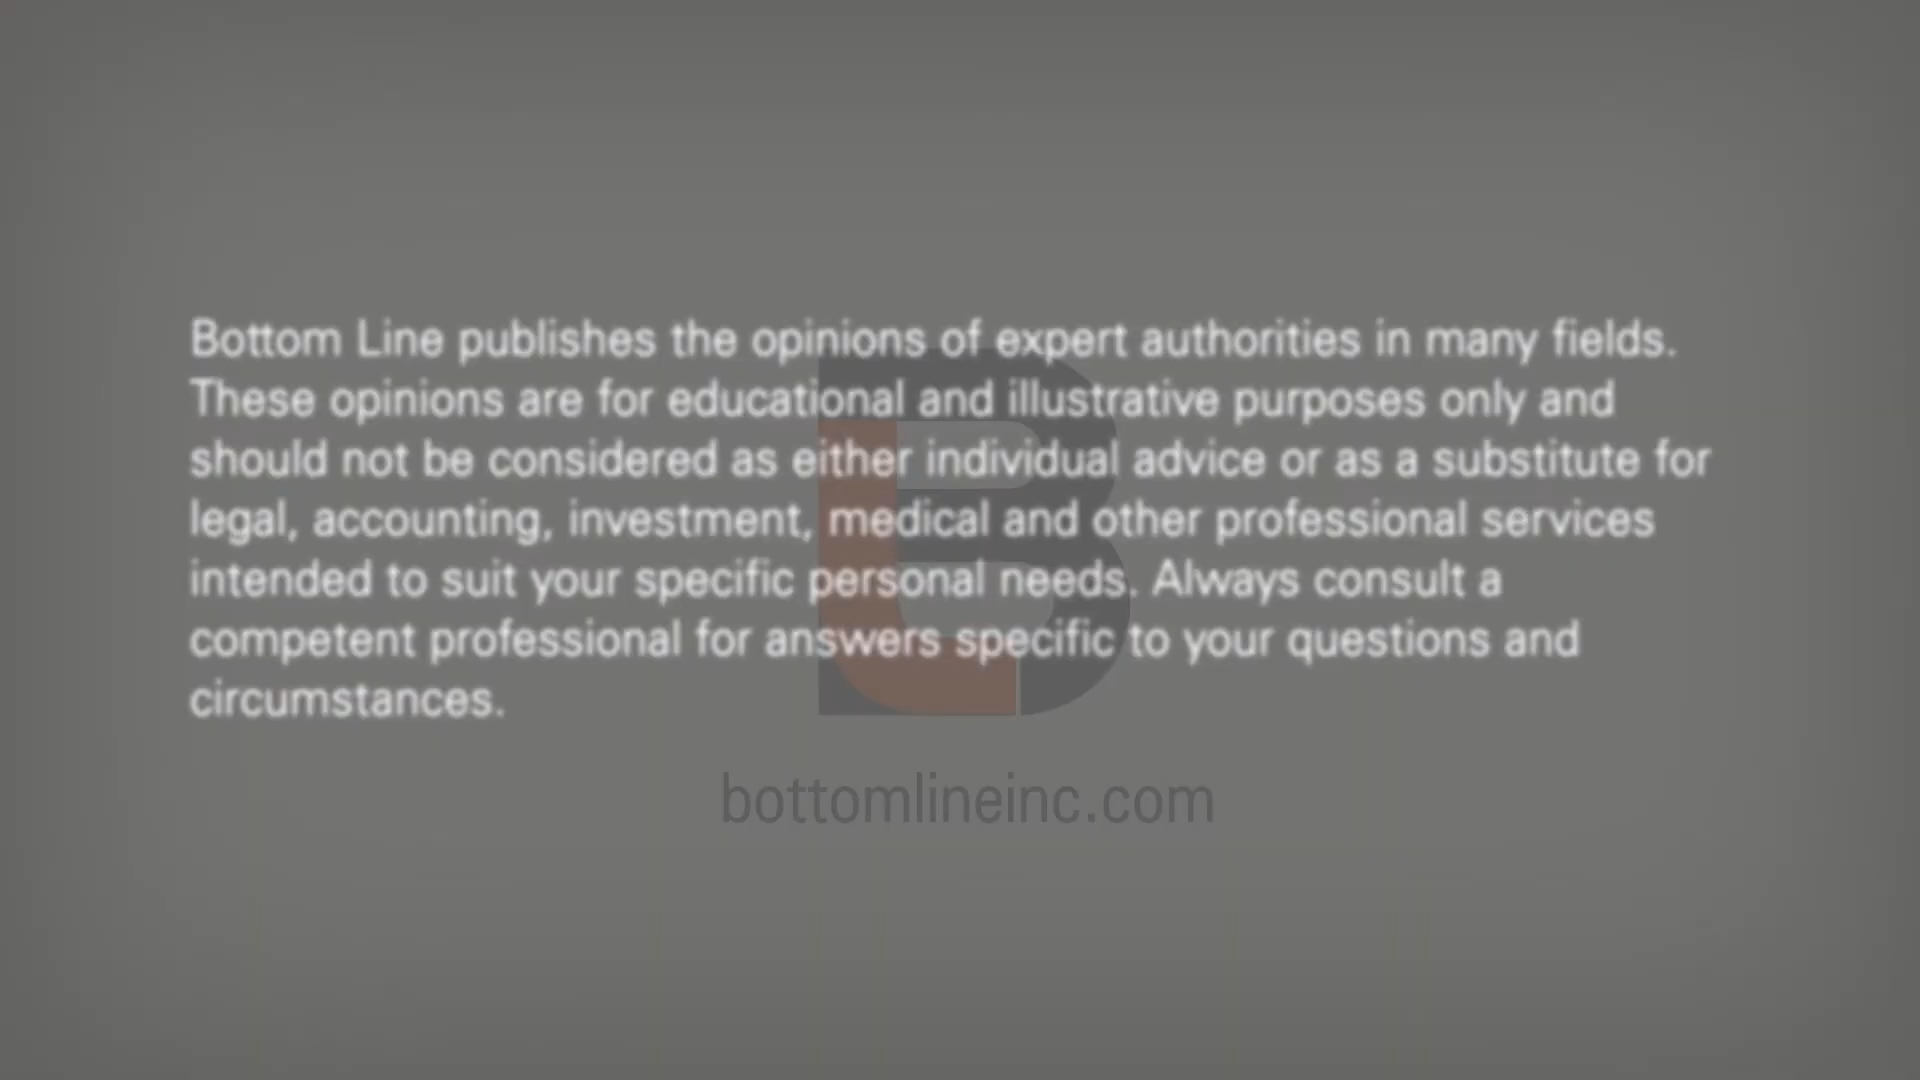 Bottom Line publishes the opinions of expert authorities in many fields.
These opinions are for educational and illustrative purposes only and
should not be considered as either individual advice or as a substitute for
legal, accounting, investment, medical and other professional services
intended to suit your specific personal needs. Always consult a
competent professional for answers specific to your questions and
circumstances.
bottomlineinc.com